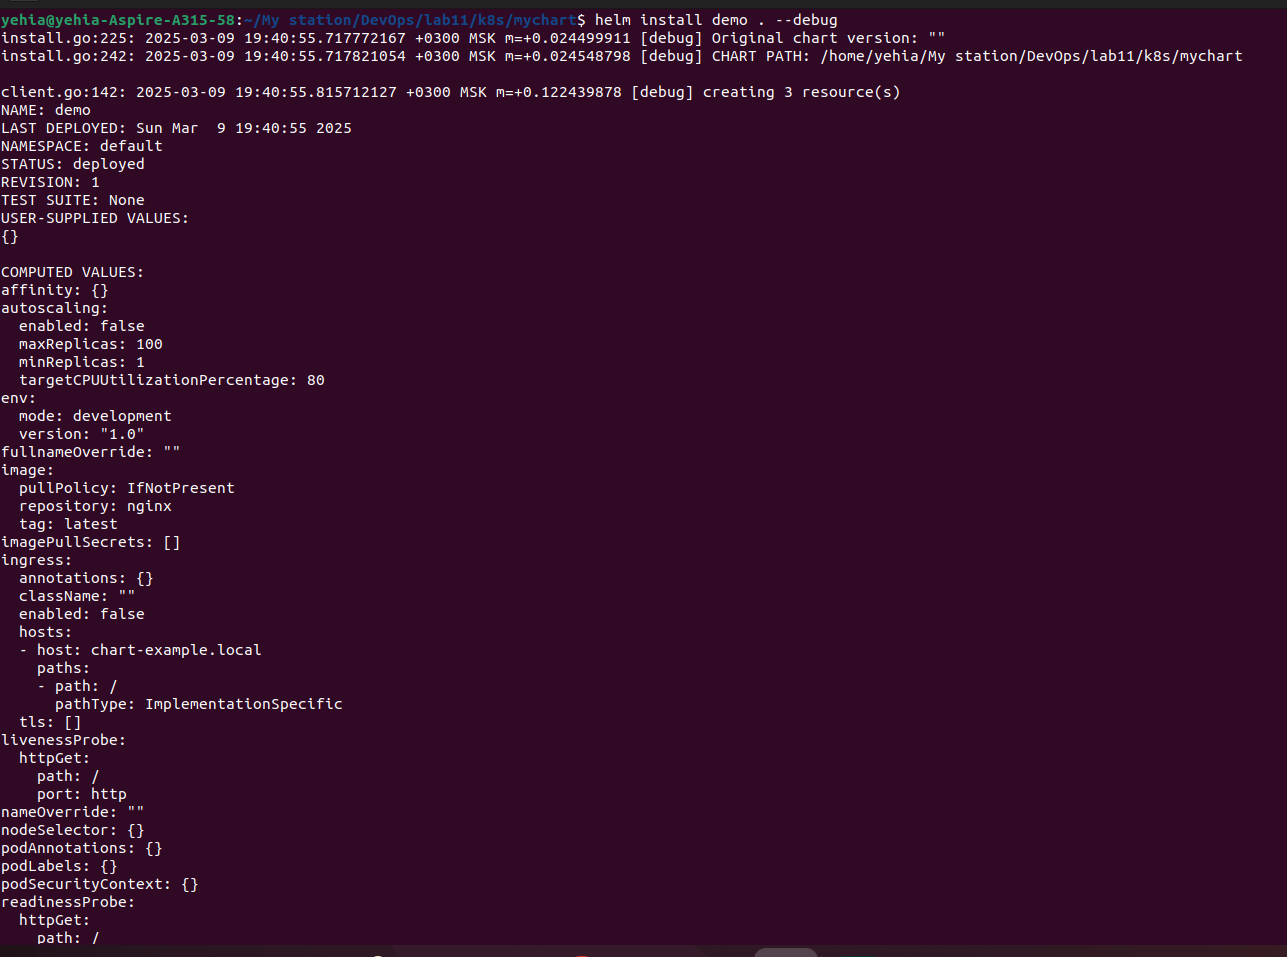 yehia@yehia-Aspire-A315-58:~/My station/DevOps/lab11/k8s/mychart$ helm install demo . --debug
install.go:225: 2025-03-09 19:40:55.717772167 +0300 MSK m=+0.024499911 [debug] Original chart version: ""
install.go:242: 2025-03-09 19:40:55.717821054 +0300 MSK m=+0.024548798 [debug] CHART PATH: /home/yehia/My station/DevOps/lab11/k8s/mychart

client.go:142: 2025-03-09 19:40:55.815712127 +0300 MSK m=+0.122439878 [debug] creating 3 resource(s)
NAME: demo
LAST DEPLOYED: Sun Mar  9 19:40:55 2025
NAMESPACE: default
STATUS: deployed
REVISION: 1
TEST SUITE: None
USER-SUPPLIED VALUES:
{}

COMPUTED VALUES:
affinity: {}
autoscaling:
  enabled: false
  maxReplicas: 100
  minReplicas: 1
  targetCPUUtilizationPercentage: 80
env:
  mode: development
  version: "1.0"
fullnameOverride: ""
image:
  pullPolicy: IfNotPresent
  repository: nginx
  tag: latest
imagePullSecrets: []
ingress:
  annotations: {}
  className: ""
  enabled: false
  hosts:
  - host: chart-example.local
    paths:
    - path: /
      pathType: ImplementationSpecific
  tls: []
livenessProbe:
  httpGet:
    path: /
    port: http
nameOverride: ""
nodeSelector: {}
podAnnotations: {}
podLabels: {}
podSecurityContext: {}
readinessProbe:
  httpGet:
    path: /